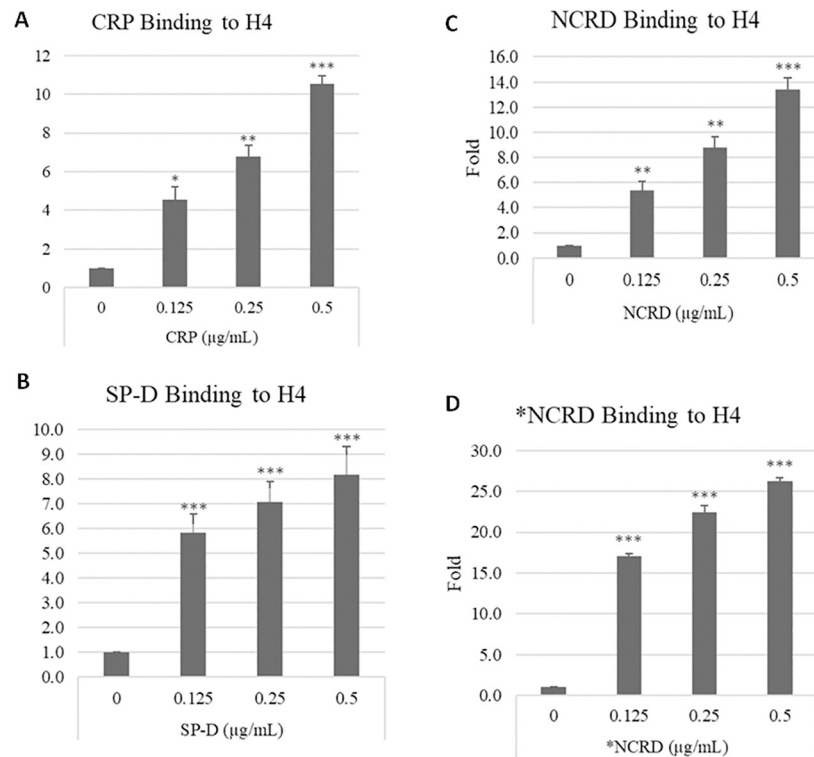 A
CRP Binding to H4
12
10
8
6
4
2
0
*
**
***
0 0.125 0.25 0.5
CRP (µg/mL)
B
SP-D Binding to H4
10.0
9.0
8.0
7.0
6.0
5.0
4.0
3.0
2.0
1.0
0.0
***
***
***
0 0.125 0.25 0.5
SP-D (µg/mL)
C
NCRD Binding to H4
Fold
16.0
14.0
12.0
10.0
8.0
6.0
4.0
2.0
0.0
**
**
***
0 0.125 0.25 0.5
NCRD (µg/mL)
D
*NCRD Binding to H4
Fold
30.0
25.0
20.0
15.0
10.0
5.0
0.0
***
***
***
0 0.125 0.25 0.5
*NCRD (µg/mL)